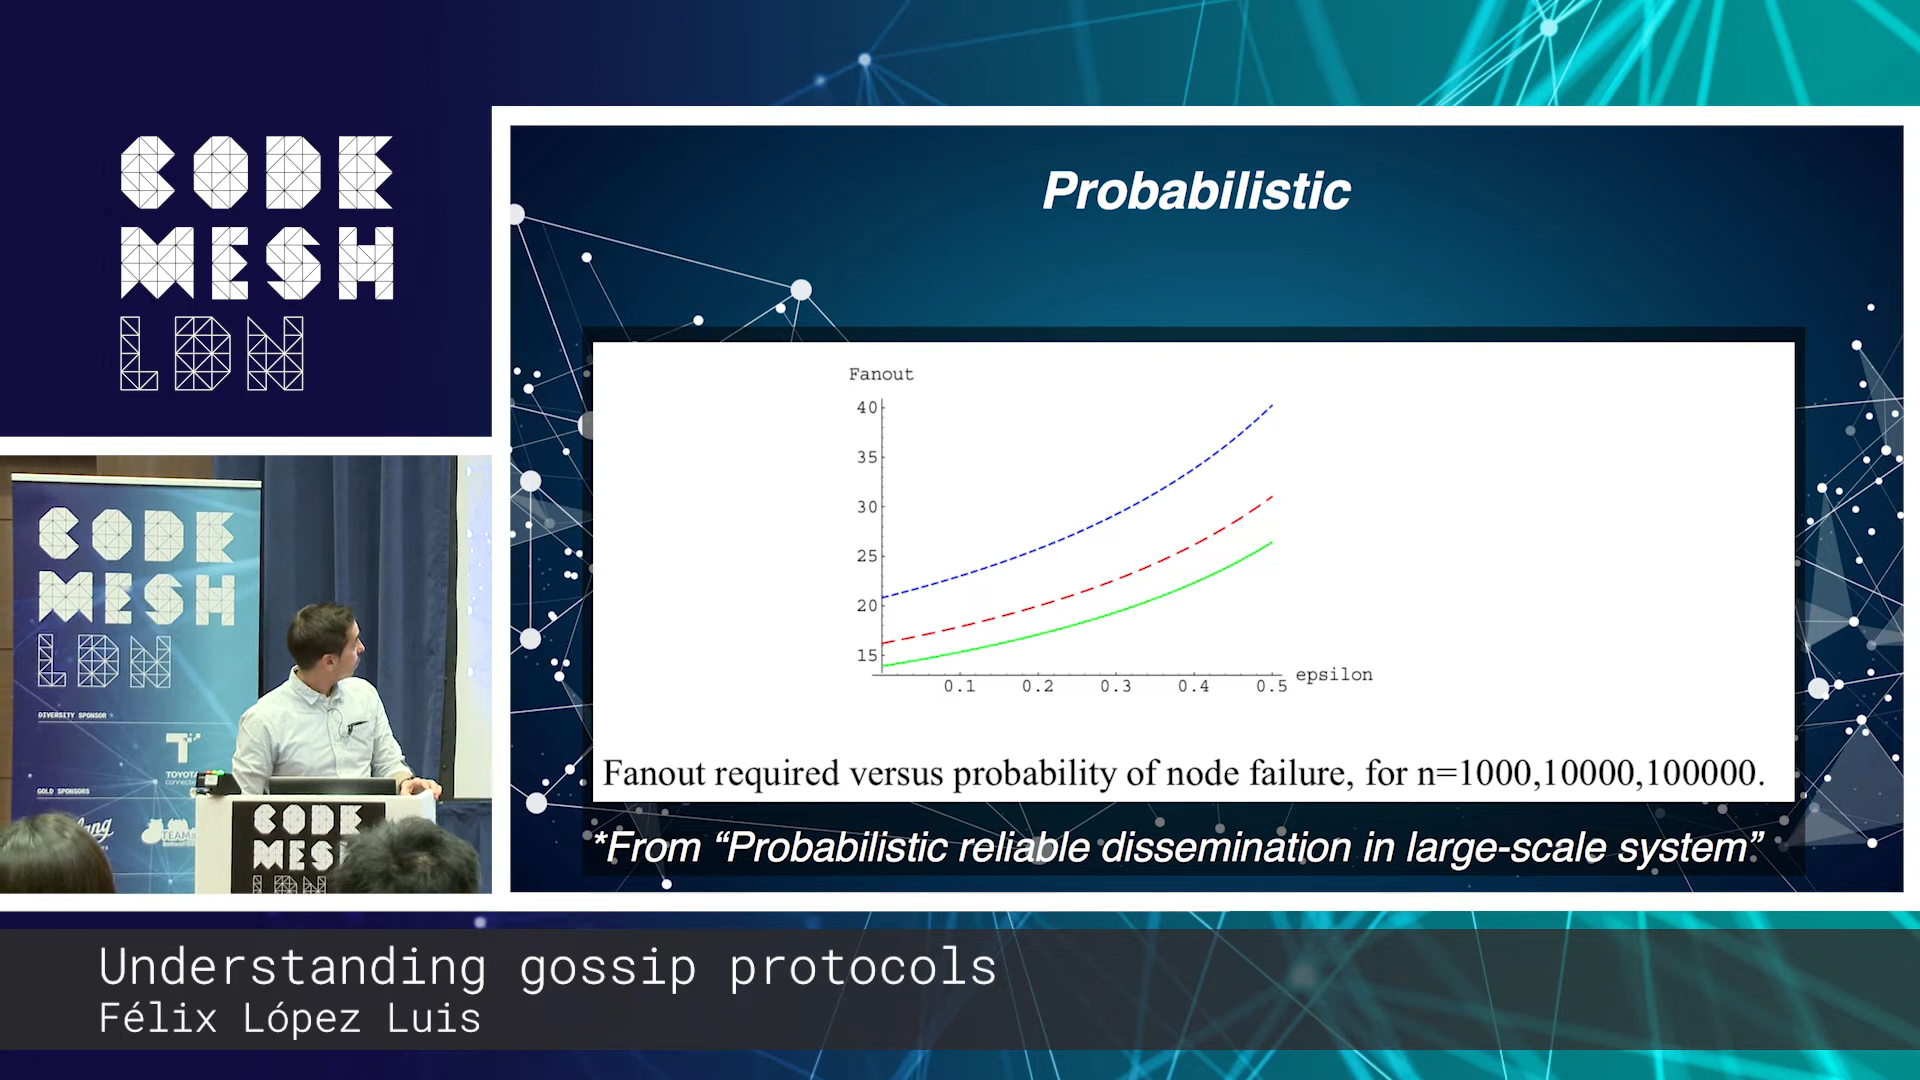 CODE
MESH
LDN
Probabilistic
Fanout
40
35
30
25
20
15
0.1 0.2 0.3 0.4 0.5
epsilon
Fanout required versus probability of node failure, for n=1000,10000,100000.
*From “Probabilistic reliable dissemination in large-scale system”
CODE
MESH
LDN
DIVERSITY SPONSOR
TOYOTA
GOLD SPONSORS
CODE
MES
LDN
Understanding gossip protocols
Félix López Luis